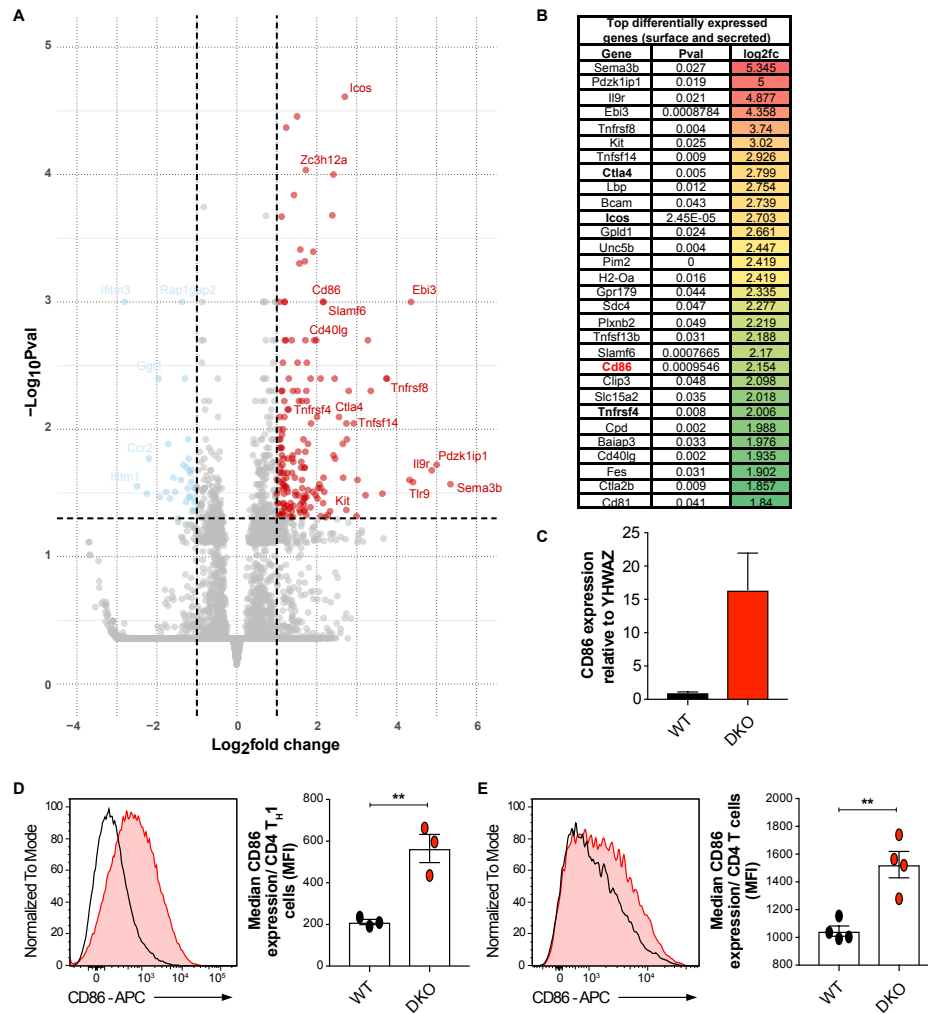 A
5
4
3
2
1
0
−4
−2
0
2
4
6
−Log10Pval
Log2fold change
Icos
Zc3h12a
Ifitm3
Rap1gap2
Cd86
Ebi3
Slamf6
Cd40lg
Tnfrsf8
Tnfrsf4
Ctla4
Tnfsf14
Ccr2
Ifitm1
Il9r
Pdzk1ip1
Tlr9
Sema3b
Kit
B
Top differentially expressed
genes (surface and secreted)
Gene Pval log2fc
Sema3b 0.027 5.345
Pdzk1ip1 0.019 5
Il9r 0.021 4.877
Ebi3 0.0008784 4.358
Tnfrsf8 0.004 3.74
Kit 0.025 3.02
Tnfsf14 0.009 2.926
Ctla4 0.005 2.799
Lbp 0.012 2.754
Bcam 0.043 2.739
Icos 2.45E-05 2.703
Gpld1 0.024 2.661
Unc5b 0.004 2.447
Pim2 0 2.419
H2-Oa 0.016 2.419
Gpr179 0.044 2.335
Sdc4 0.047 2.277
Plxnb2 0.049 2.219
Tnfsf13b 0.031 2.188
Slamf6 0.0007665 2.17
Cd86 0.0009546 2.154
Clip3 0.048 2.098
Slc15a2 0.035 2.018
Tnfrsf4 0.008 2.006
Cpd 0.002 1.988
Baiap3 0.033 1.976
Cd40lg 0.002 1.935
Fes 0.031 1.902
Ctla2b 0.009 1.857
Cd81 0.041 1.84
C
CD86 expression
relative to YHWAZ
25
20
15
10
5
0
WT
DKO
D
Normalized To Mode
100
80
60
40
20
0
0 10³ 10⁴ 10⁵
CD86 - APC
Median CD86
expression/ CD4 TH1
cells (MFI)
800
600
400
200
0
**
WT
DKO
E
Normalized To Mode
100
80
60
40
20
0
0 10³ 10⁴
CD86 - APC
Median CD86
expression/ CD4 T cells
(MFI)
2000
1800
1600
1400
1200
1000
800
**
WT
DKO